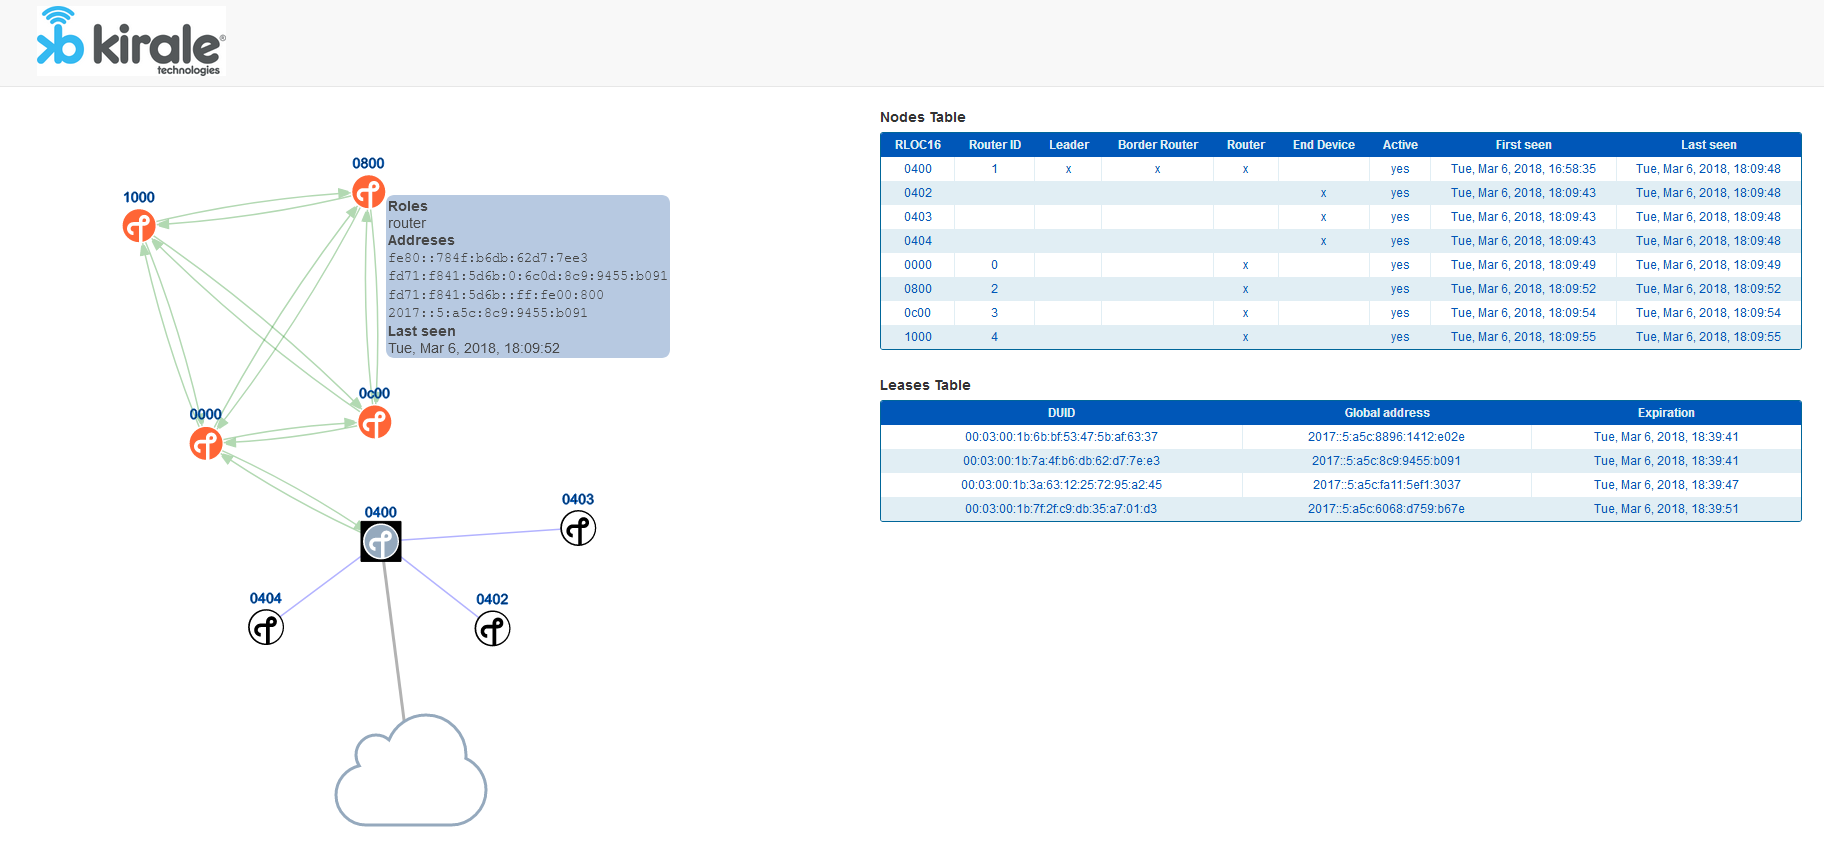 kirale®
technologies
0800
1000
Roles
router
Addreses
fe80::784f:b6db:62d7:7ee3
fd71:f841:5d6b:0:6c0d:8c9:9455:b091
fd71:f841:5d6b::ff:fe00:800
2017::5:a5c:8c9:9455:b091
Last seen
Tue, Mar 6, 2018, 18:09:52
0c00
0000
0403
0400
0404
0402
Nodes Table
RLOC16 Router ID Leader Border Router Router End Device Active First seen Last seen
0400 1 x x x yes Tue, Mar 6, 2018, 16:58:35 Tue, Mar 6, 2018, 18:09:48
0402 x yes Tue, Mar 6, 2018, 18:09:43 Tue, Mar 6, 2018, 18:09:48
0403 x yes Tue, Mar 6, 2018, 18:09:43 Tue, Mar 6, 2018, 18:09:48
0404 x yes Tue, Mar 6, 2018, 18:09:43 Tue, Mar 6, 2018, 18:09:48
0000 0 x yes Tue, Mar 6, 2018, 18:09:49 Tue, Mar 6, 2018, 18:09:49
0800 2 x yes Tue, Mar 6, 2018, 18:09:52 Tue, Mar 6, 2018, 18:09:52
0c00 3 x yes Tue, Mar 6, 2018, 18:09:54 Tue, Mar 6, 2018, 18:09:54
1000 4 x yes Tue, Mar 6, 2018, 18:09:55 Tue, Mar 6, 2018, 18:09:55
Leases Table
DUID Global address Expiration
00:03:00:1b:6b:bf:53:47:5b:af:63:37 2017::5:a5c:8896:1412:e02e Tue, Mar 6, 2018, 18:39:41
00:03:00:1b:7a:4f:b6:db:62:d7:7e:e3 2017::5:a5c:8c9:9455:b091 Tue, Mar 6, 2018, 18:39:41
00:03:00:1b:3a:63:12:25:72:95:a2:45 2017::5:a5c:fa11:5ef1:3037 Tue, Mar 6, 2018, 18:39:47
00:03:00:1b:7f:2f:c9:db:35:a7:01:d3 2017::5:a5c:6068:d759:b67e Tue, Mar 6, 2018, 18:39:51